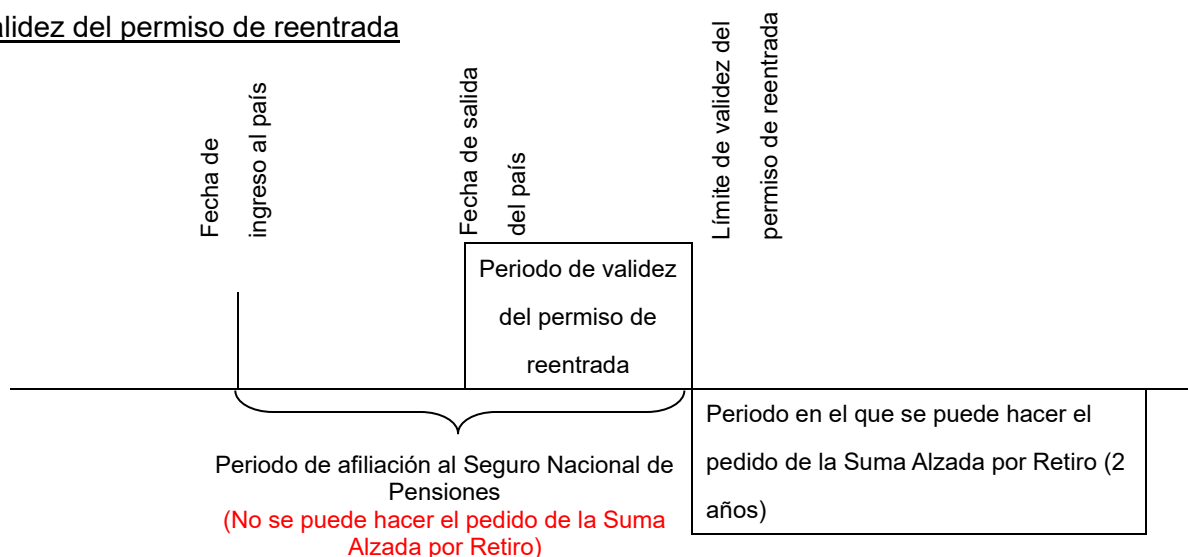 alidez del permiso de reentrada
Fecha de
ingreso al país
Fecha de salida
del país
Límite de validez del
permiso de reentrada
Periodo de validez
del permiso de
reentrada
Periodo de afiliación al Seguro Nacional de
Pensiones
(No se puede hacer el pedido de la Suma
Alzada por Retiro)
Periodo en el que se puede hacer el
pedido de la Suma Alzada por Retiro (2
años)